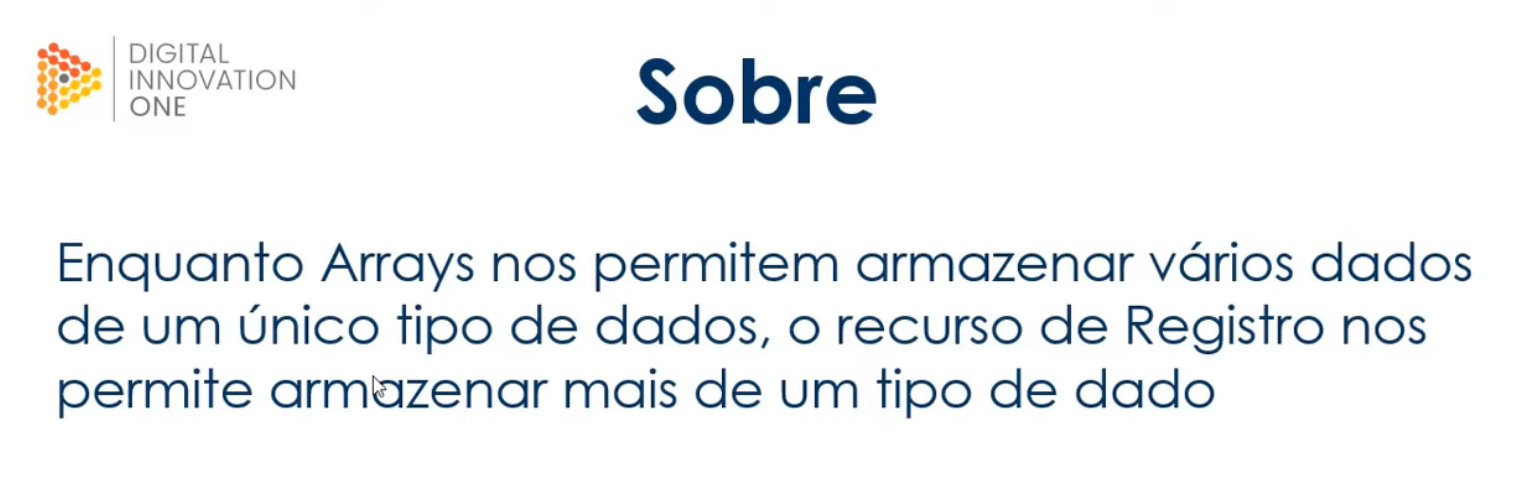 DIGITAL
INNOVATION
ONE
Sobre
Enquanto Arrays nos permitem armazenar vários dados
de um único tipo de dados, o recurso de Registro nos
permite armazenar mais de um tipo de dado